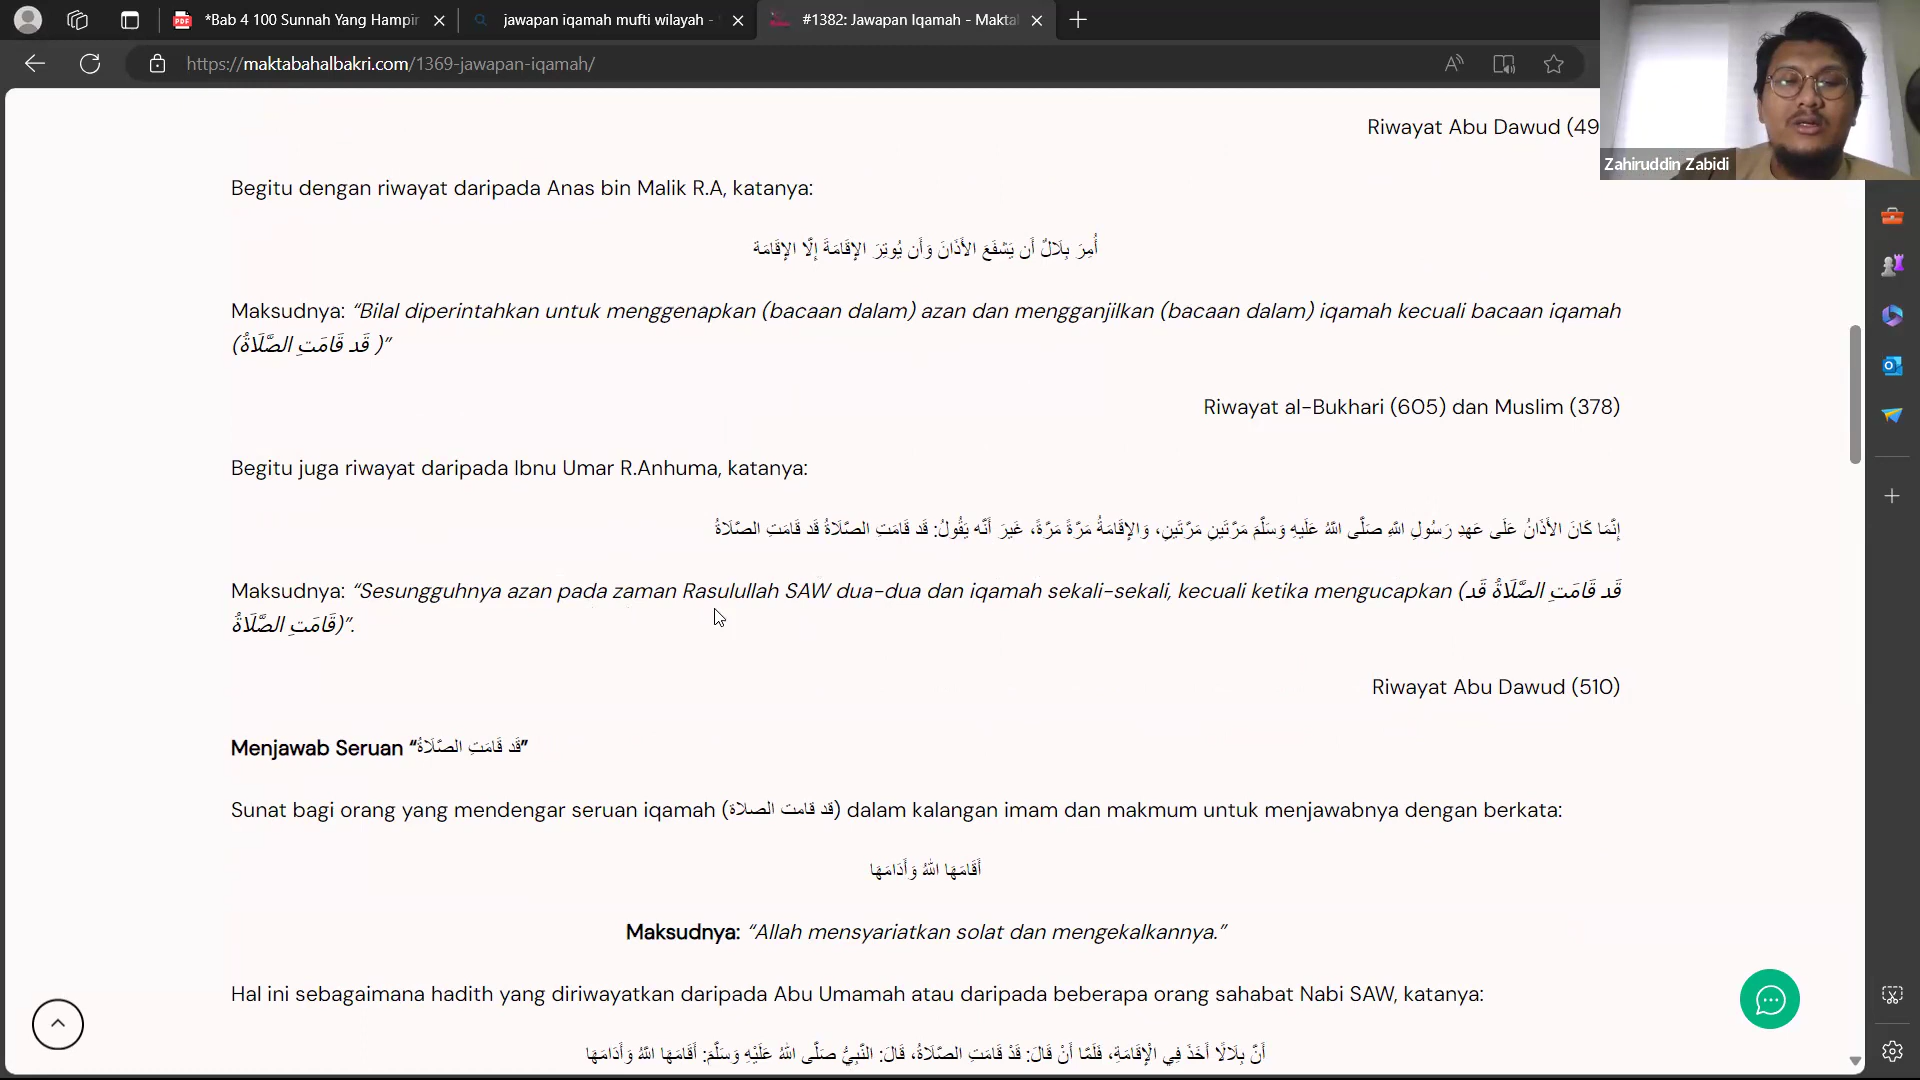 *Bab 4 100 Sunnah Yang Hampir
jawapan iqamah mufti wilayah -
#1382: Jawapan Iqamah - Makta
https://maktabahalbakri.com/1369-jawapan-iqamah/
Zahiruddin Zabidi
Riwayat Abu Dawud (49
Begitu dengan riwayat daripada Anas bin Malik R.A, katanya:
أُمِرَ بِلَالٌ أَن يَشْفَعَ الأَذَانَ وَأَن يُوتِرَ الإِقَامَةَ إِلَّا الإِقَامَة
Maksudnya: “Bilal diperintahkan untuk menggenapkan (bacaan dalam) azan dan mengganjilkan (bacaan dalam) iqamah kecuali bacaan iqamah
(قَد قَامَتِ الصَّلَاةُ )”
Riwayat al-Bukhari (605) dan Muslim (378)
Begitu juga riwayat daripada Ibnu Umar R.Anhuma, katanya:
إِنَّمَا كَانَ الأَذَانُ عَلَى عَهدِ رَسُولِ اللهِ صَلَّى اللهُ عَلَيهِ وَسَلَّمَ مَرَّتَينِ مَرَّتَينِ، وَالإِقَامَةُ مَرَّةً مَرَّةً، غَيرَ أَنَّه يَقُولُ: قَد قَامَتِ الصَّلَاةُ قَد قَامَتِ الصَّلَاةُ
Maksudnya: “Sesungguhnya azan pada zaman Rasulullah SAW dua-dua dan iqamah sekali-sekali, kecuali ketika mengucapkan (قَد قَامَتِ الصَّلَاةُ قَد
قَامَتِ الصَّلَاةُ)”.
Riwayat Abu Dawud (510)
Menjawab Seruan “قَد قَامَتِ الصَّلَاةُ”
Sunat bagi orang yang mendengar seruan iqamah (قد قامت الصلاة) dalam kalangan imam dan makmum untuk menjawabnya dengan berkata:
أَقَامَهَا اللهُ وَأَدَامَهَا
Maksudnya: “Allah mensyariatkan solat dan mengekalkannya.”
Hal ini sebagaimana hadith yang diriwayatkan daripada Abu Umamah atau daripada beberapa orang sahabat Nabi SAW, katanya:
أَنَّ بِلَالًا أَخَذَ فِي الْإِقَامَةِ، فَلَمَّا أَنْ قَالَ: قَدْ قَامَتِ الصَّلَاةُ، قَالَ: النَّبِيُّ صَلَّى اللهُ عَلَيْهِ وَسَلَّمَ: أَقَامَهَا اللَّهُ وَأَدَامَهَا